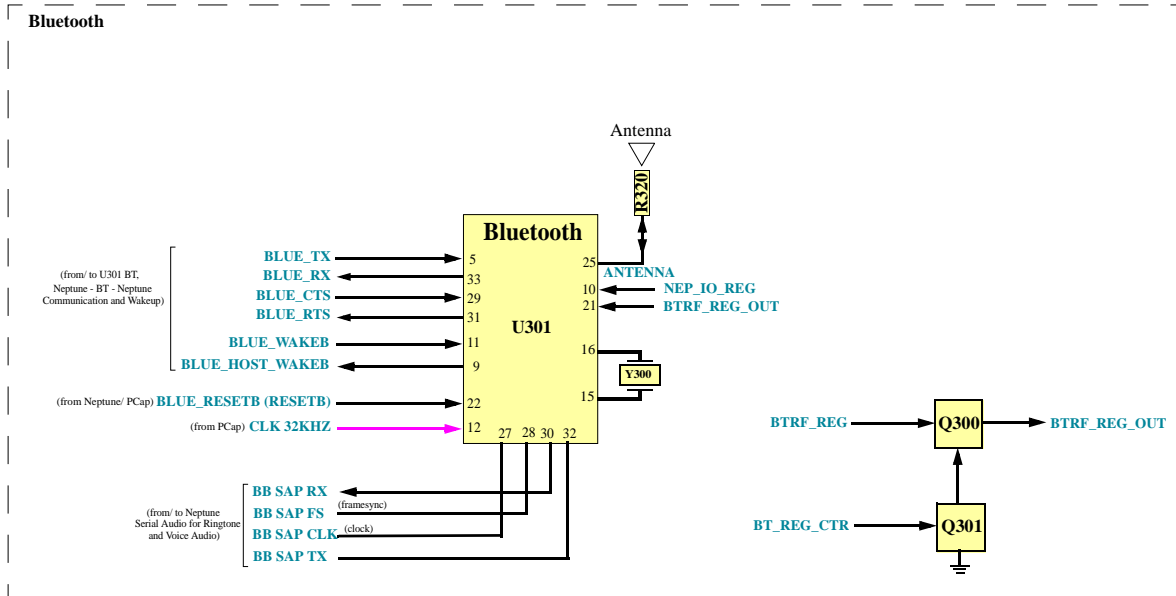 Bluetooth
Antenna
R320
Bluetooth
U301
BLUE_TX
5
BLUE_RX
33
BLUE_CTS
29
BLUE_RTS
31
BLUE_WAKEB
11
BLUE_HOST_WAKEB
9
(from/ to U301 BT,
Neptune - BT - Neptune
Communication and Wakeup)
(from Neptune/ PCap) BLUE_RESETB (RESETB)
22
(from PCap) CLK 32KHZ
12
25
ANTENNA
10
NEP_IO_REG
21
BTRF_REG_OUT
16
Y300
15
27 28 30 32
BB SAP RX
BB SAP FS (framesync)
BB SAP CLK (clock)
BB SAP TX
(from/ to Neptune
Serial Audio for Ringtone
and Voice Audio)
BTRF_REG
Q300
BTRF_REG_OUT
BT_REG_CTR
Q301